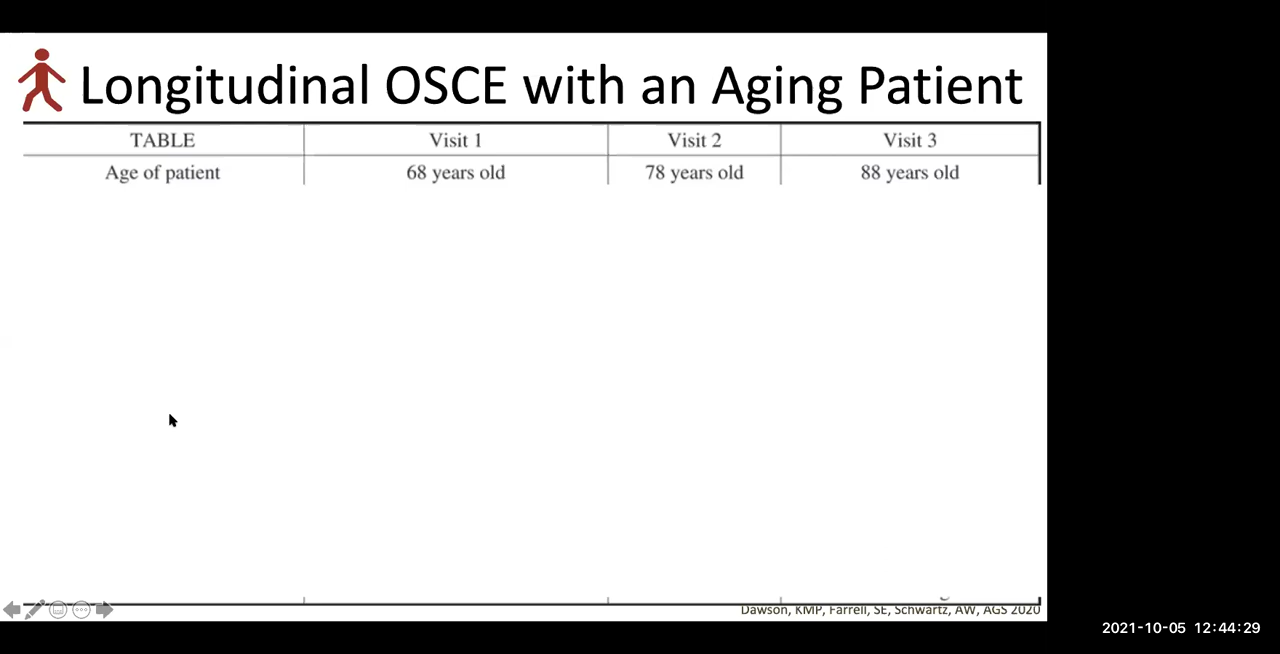 Longitudinal OSCE with an Aging Patient
TABLE Visit 1 Visit 2 Visit 3
Age of patient 68 years old 78 years old 88 years old
Dawson, KMP, Farrell, SE, Schwartz, AW, AGS 2020
2021-10-05 12:44:29